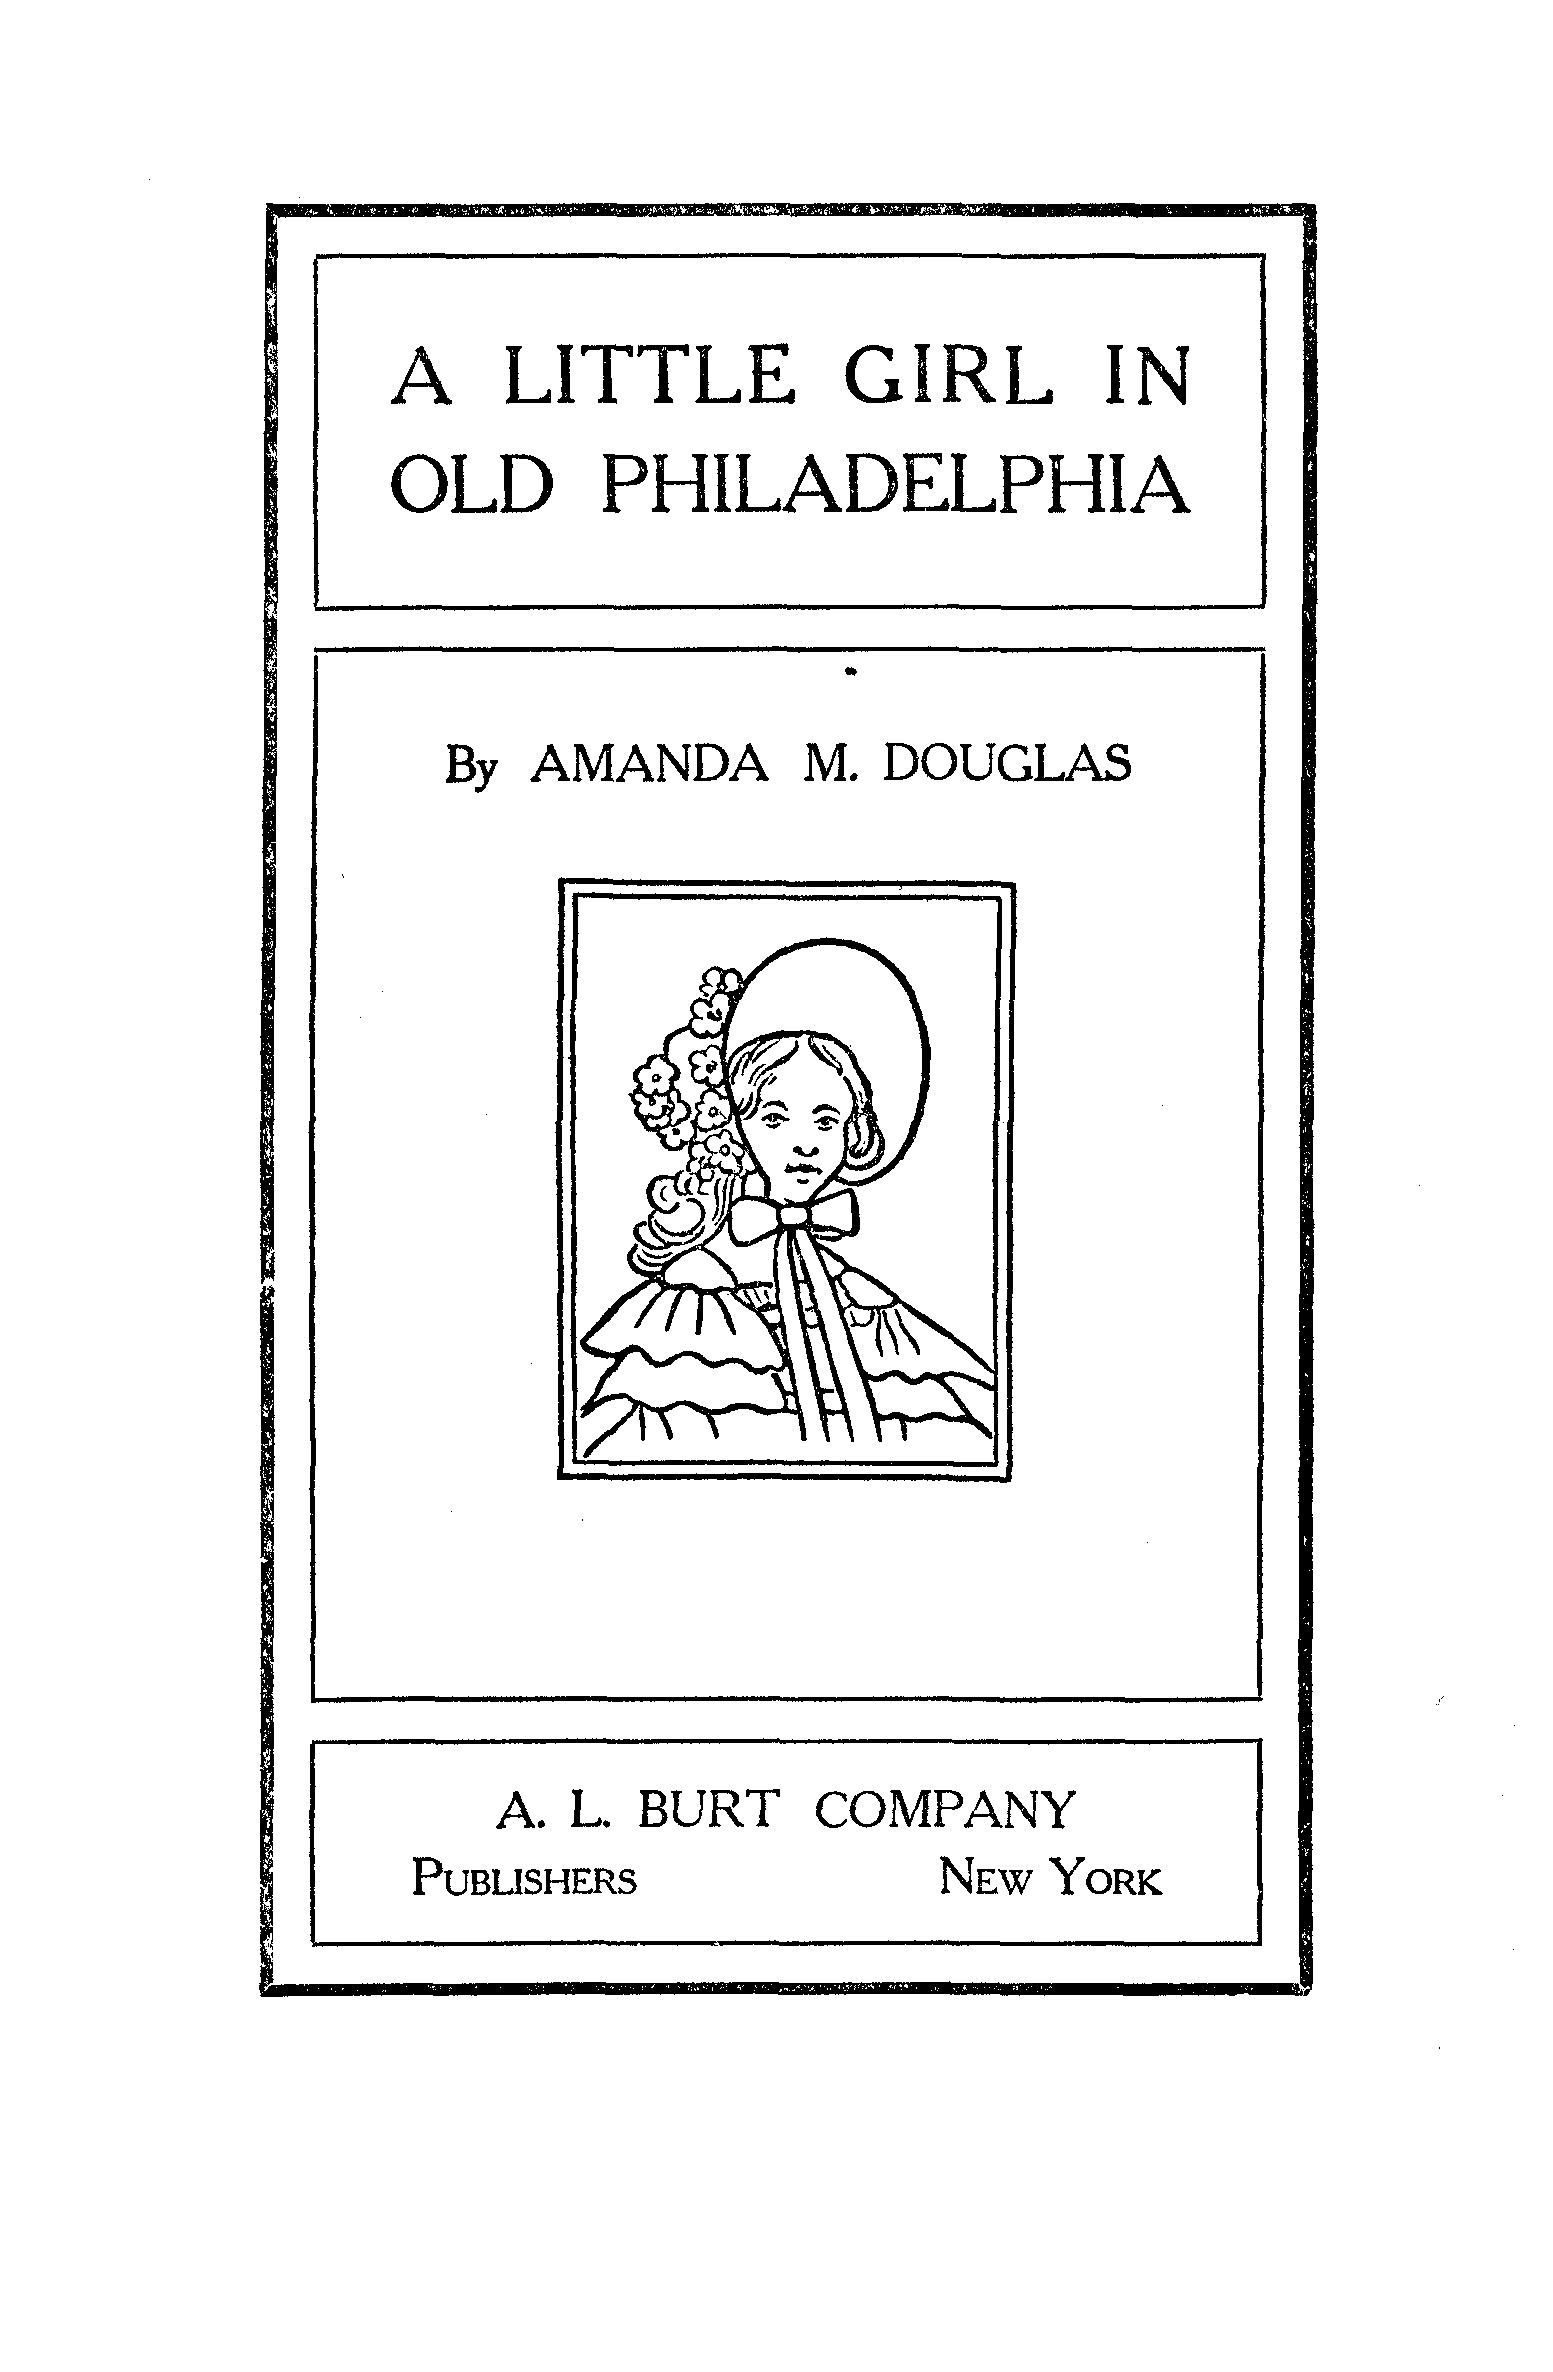 A LITTLE GIRL IN
OLD PHILADELPHIA
By AMANDA M. DOUGLAS
A. L. BURT COMPANY
PUBLISHERS NEW YORK